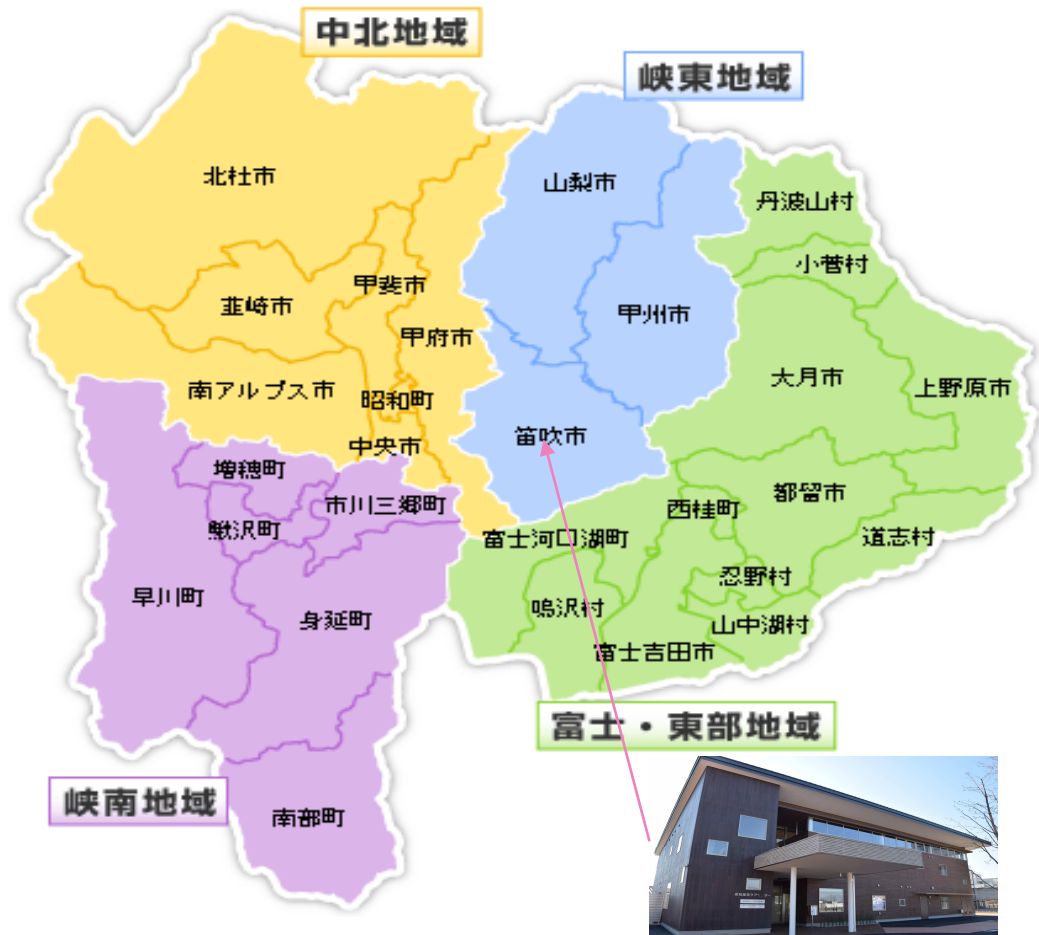 中北地域
峡東地域
北杜市
山梨市
丹波山村
小菅村
甲斐市
韮崎市
甲州市
甲府市
大月市
上野原市
南アルプス市
昭和町
笛吹市
中央市
増穂町
都留市
市川三郷町
西桂町
鰍沢町
富士河口湖町
道志村
忍野村
早川町
鳴沢村
身延町
山中湖村
富士吉田市
富士・東部地域
峡南地域
南部町